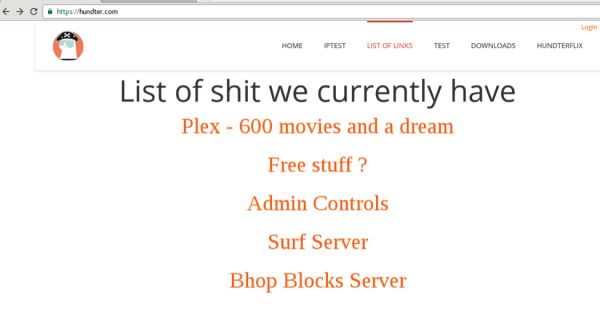 https://hundter.com
Login
HOME IPTEST LIST OF LINKS TEST DOWNLOADS HUNDTERFLIX
List of shit we currently have
Plex - 600 movies and a dream
Free stuff ?
Admin Controls
Surf Server
Bhop Blocks Server